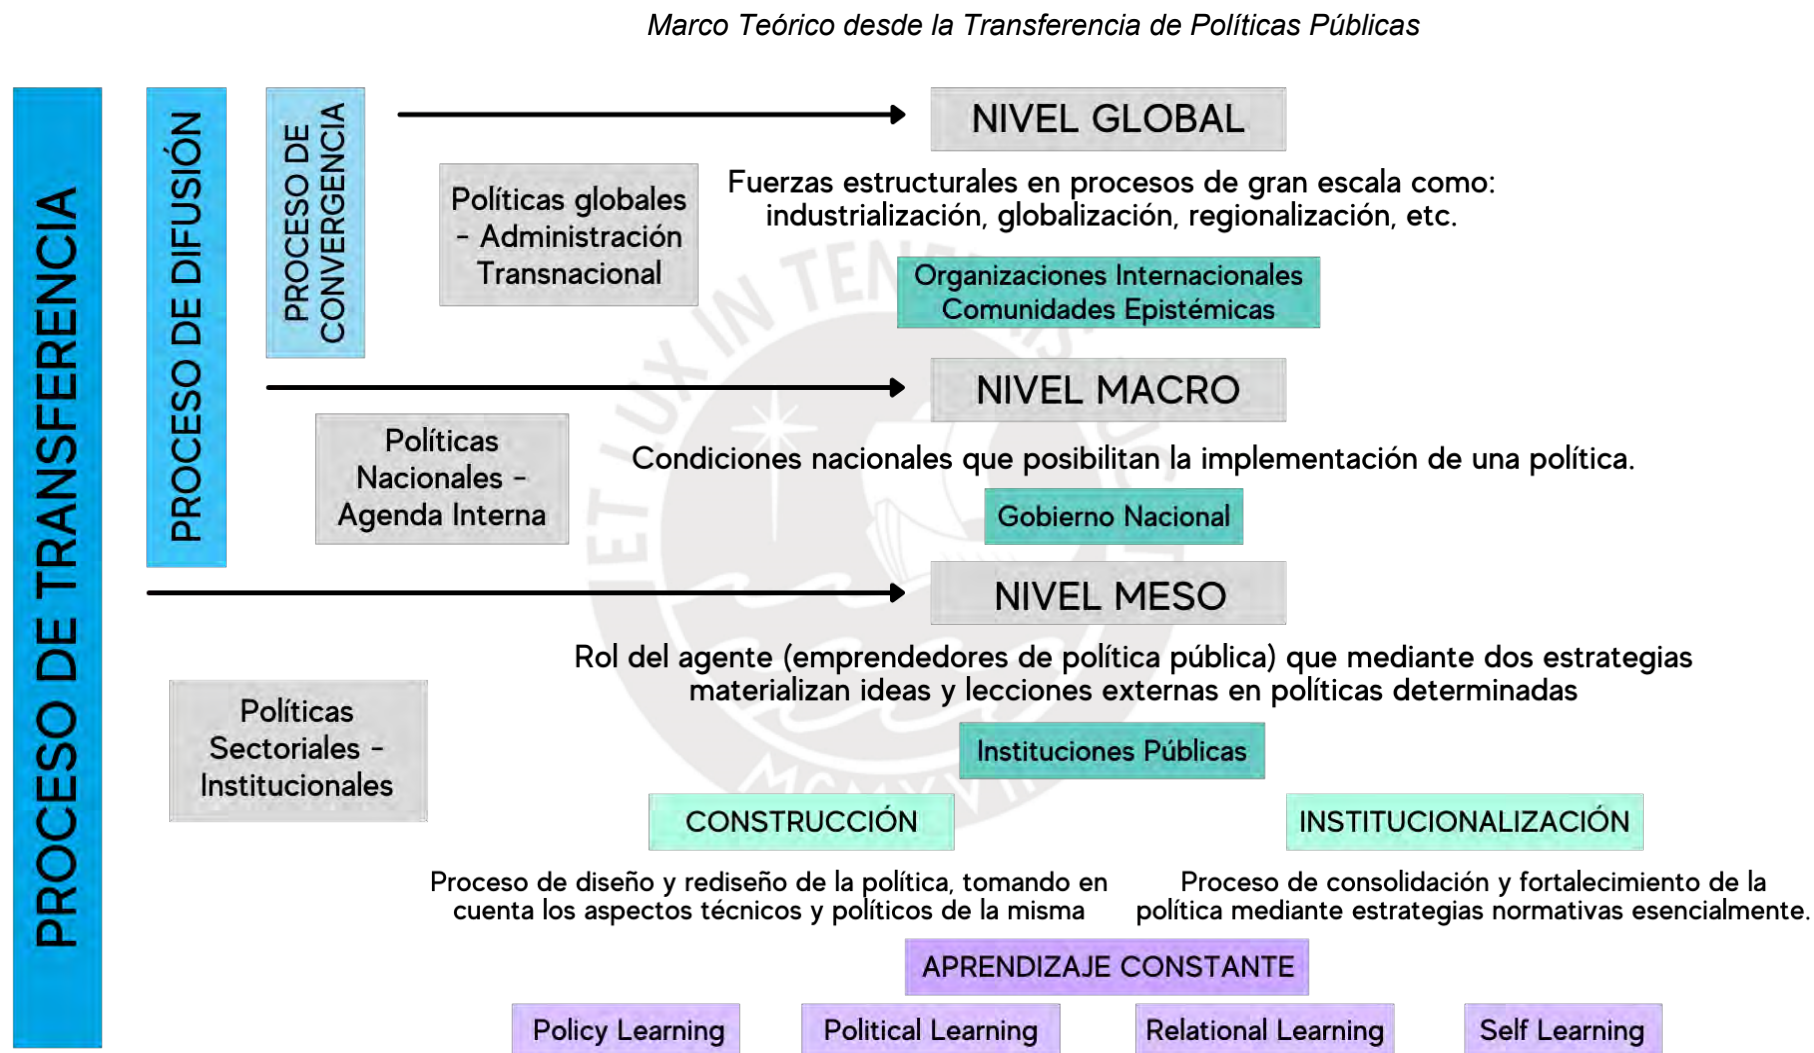 Marco Teórico desde la Transferencia de Políticas Públicas
PROCESO DE TRANSFERENCIA
PROCESO DE DIFUSIÓN
PROCESO DE
CONVERGENCIA
NIVEL GLOBAL
Políticas globales
- Administración
Transnacional
Fuerzas estructurales en procesos de gran escala como:
industrialización, globalización, regionalización, etc.
Organizaciones Internacionales
Comunidades Epistémicas
NIVEL MACRO
Políticas
Nacionales -
Agenda Interna
Condiciones nacionales que posibilitan la implementación de una política.
Gobierno Nacional
NIVEL MESO
Rol del agente (emprendedores de política pública) que mediante dos estrategias
materializan ideas y lecciones externas en políticas determinadas
Políticas
Sectoriales -
Institucionales
Instituciones Públicas
CONSTRUCCIÓN
Proceso de diseño y rediseño de la política, tomando en
cuenta los aspectos técnicos y políticos de la misma
INSTITUCIONALIZACIÓN
Proceso de consolidación y fortalecimiento de la
política mediante estrategias normativas esencialmente.
APRENDIZAJE CONSTANTE
Policy Learning
Political Learning
Relational Learning
Self Learning
ET LUX IN